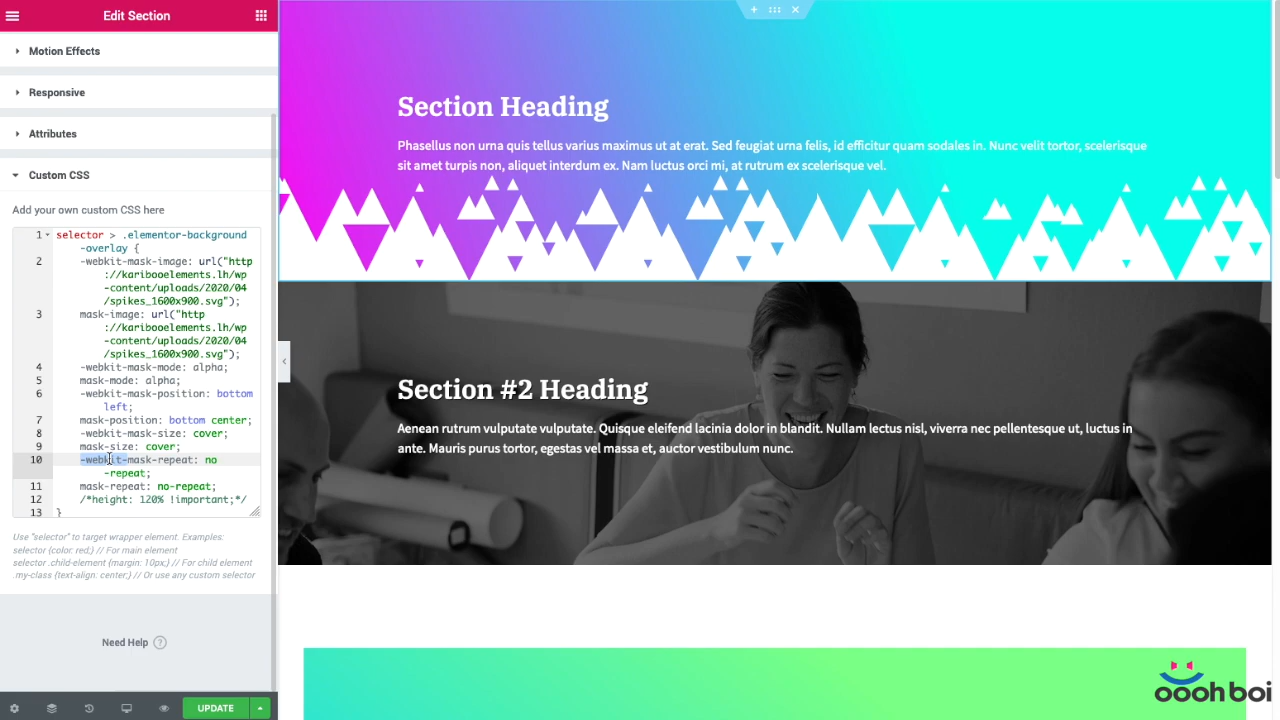 Edit Section
Motion Effects
Responsive
Attributes
Custom CSS
Add your own custom CSS here
1 selector > .elementor-background
-overlay {
2 -webkit-mask-image: url("http
://karibooelements.lh/wp
-content/uploads/2020/04
/spikes_1600x900.svg");
3 mask-image: url("http
://karibooelements.lh/wp
-content/uploads/2020/04
/spikes_1600x900.svg");
4 -webkit-mask-mode: alpha;
5 mask-mode: alpha;
6 -webkit-mask-position: bottom
left;
7 mask-position: bottom center;
8 -webkit-mask-size: cover;
9 mask-size: cover;
10 -webkit-mask-repeat: no
-repeat;
11 mask-repeat: no-repeat;
12 /*height: 120% !important;*/
13 }
Use "selector" to target wrapper element. Examples:
selector {color: red;} // For main element
selector .child-element {margin: 10px;} // For child element
.my-class {text-align: center;} // Or use any custom selector
Need Help ?
UPDATE
Section Heading
Phasellus non urna quis tellus varius maximus ut at erat. Sed feugiat urna felis, id efficitur quam sodales in. Nunc velit tortor, scelerisque
sit amet turpis non, aliquet interdum ex. Nam luctus orci mi, at rutrum ex scelerisque vel.
Section #2 Heading
Aenean rutrum vulputate vulputate. Quisque eleifend lacinia dolor in blandit. Nullam lectus nisl, viverra nec pellentesque ut, luctus in
ante. Mauris purus tortor, egestas vel massa et, auctor vestibulum nunc.
oooh boi